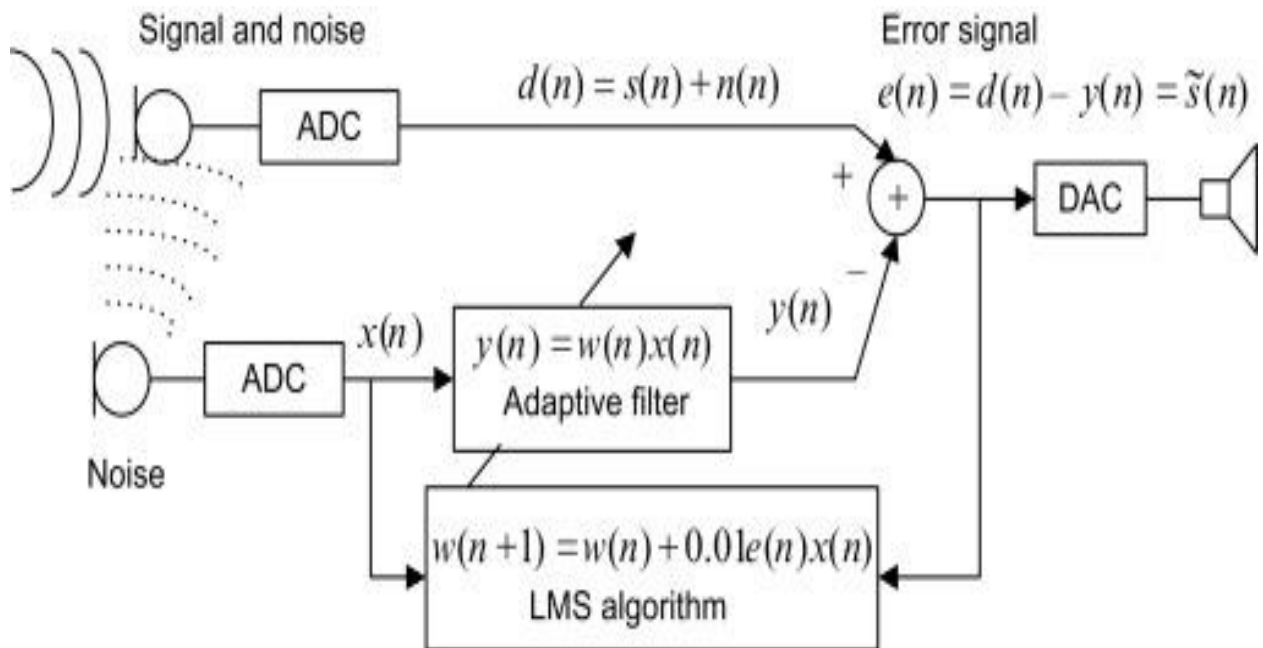 Signal and noise
Error signal
d(n) = s(n) + n(n)
e(n) = d(n) − y(n) = s̃(n)
ADC
+
+
DAC
−
x(n)
y(n)
ADC
y(n) = w(n)x(n)
Adaptive filter
Noise
w(n+1) = w(n) + 0.01e(n)x(n)
LMS algorithm